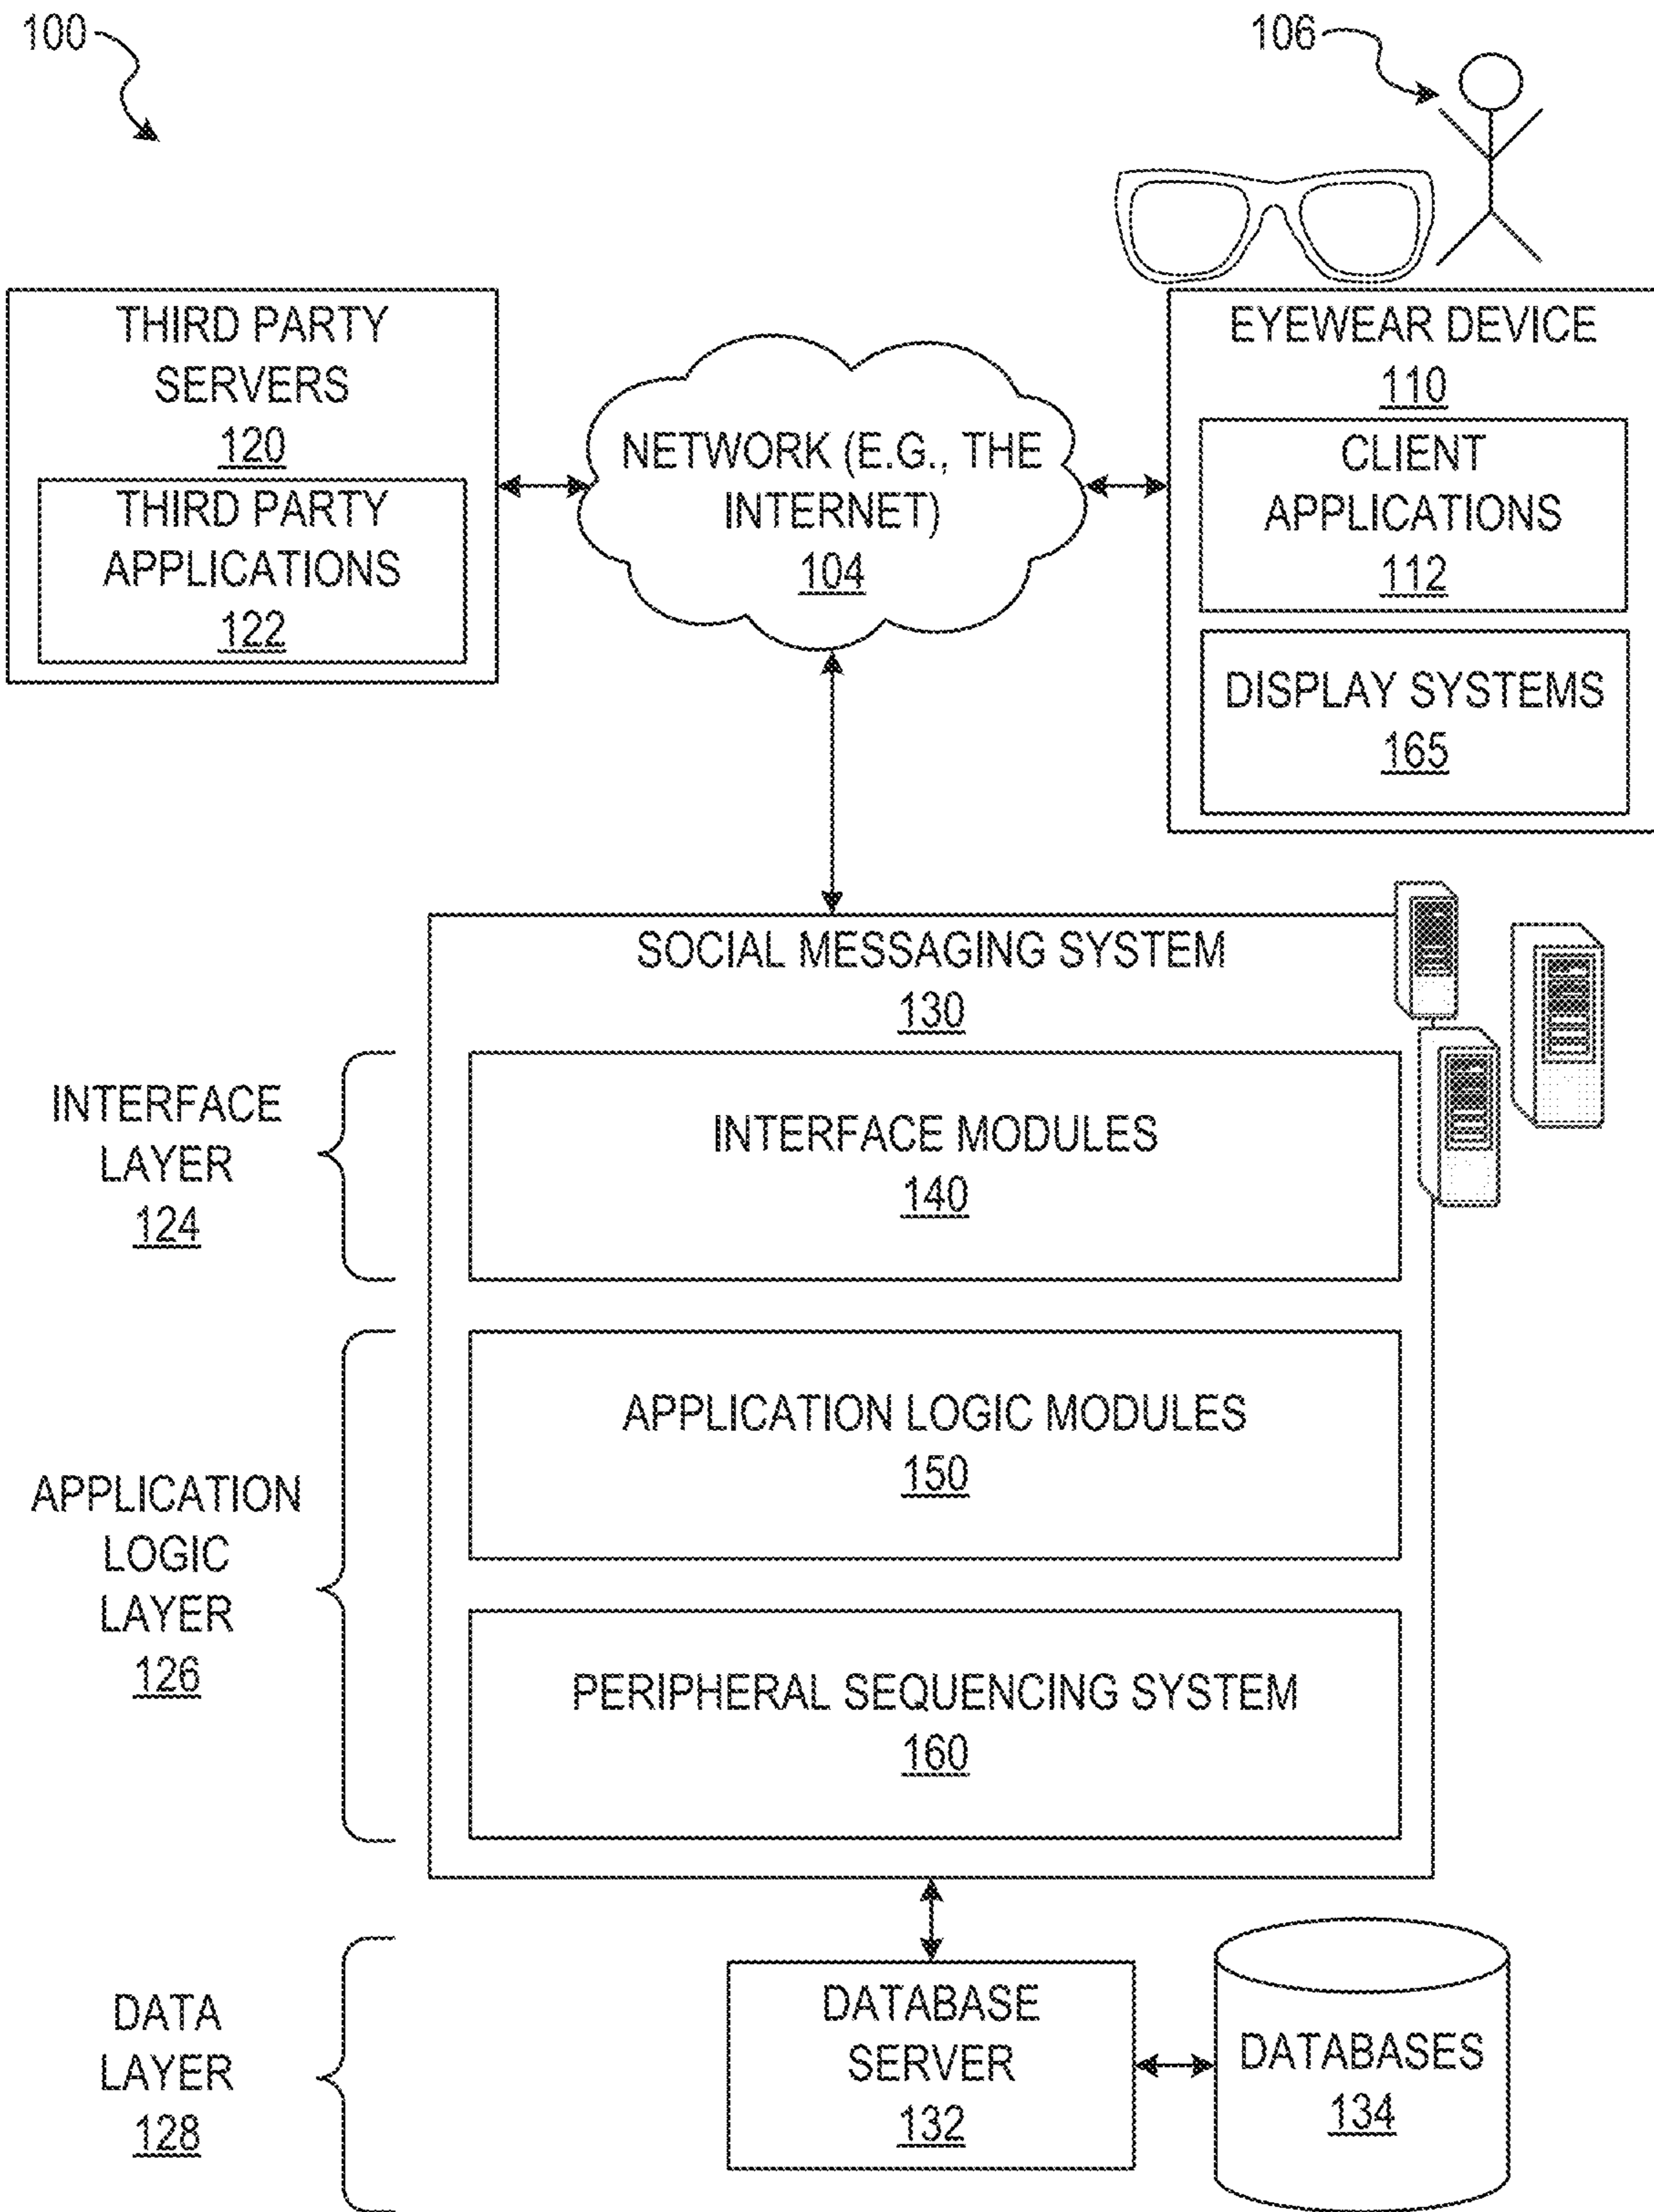 100
106
THIRD PARTY
SERVERS
120
THIRD PARTY
APPLICATIONS
122
NETWORK (E.G., THE
INTERNET)
104
EYEWEAR DEVICE
110
CLIENT
APPLICATIONS
112
DISPLAY SYSTEMS
165
SOCIAL MESSAGING SYSTEM
130
INTERFACE
LAYER
124
INTERFACE MODULES
140
APPLICATION
LOGIC
LAYER
126
APPLICATION LOGIC MODULES
150
PERIPHERAL SEQUENCING SYSTEM
160
DATA
LAYER
128
DATABASE
SERVER
132
DATABASES
134